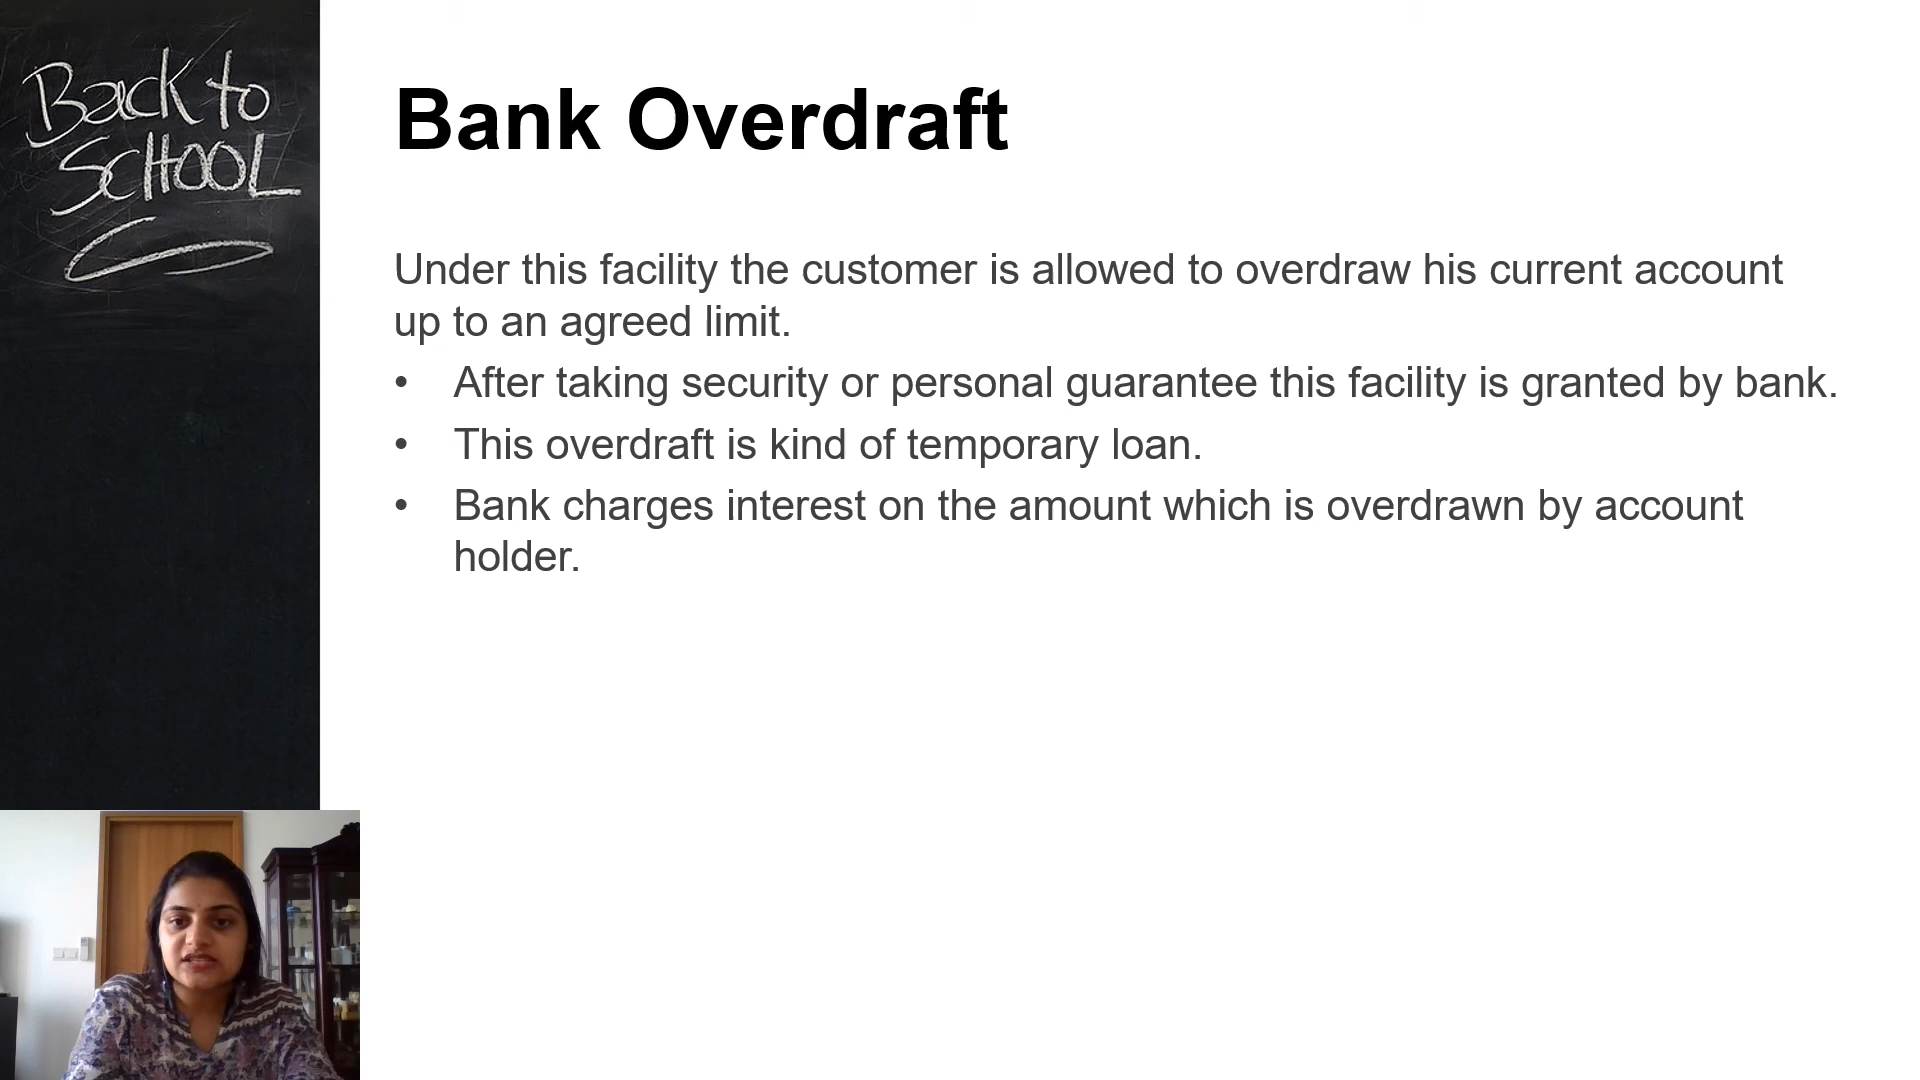 Back to
SCHOOL
Bank Overdraft
Under this facility the customer is allowed to overdraw his current account
up to an agreed limit.
• After taking security or personal guarantee this facility is granted by bank.
• This overdraft is kind of temporary loan.
• Bank charges interest on the amount which is overdrawn by account
holder.